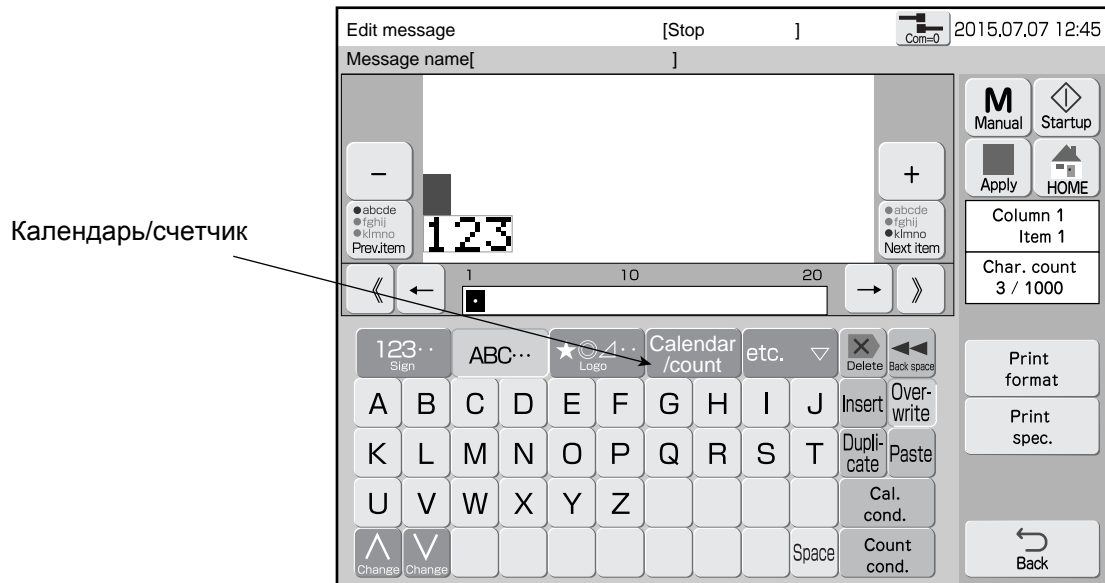 Edit message [Stop ] Com=0 2015.07.07 12:45
Message name[ ]
M
Manual
Startup
−
+
Apply
HOME
abcde
fghij
klmno
Prev.item
123
abcde
fghij
klmno
Next item
Column 1
Item 1
Календарь/счетчик
1 10 20
《 ← → 》
Char. count
3 / 1000
123‥
Sign
ABC…
★◎⊿‥
Logo
Calendar
/count
etc. ▽
Delete
Back space
Print
format
A B C D E F G H I J
Insert
Over-
write
Print
spec.
K L M N O P Q R S T
Dupli-
cate
Paste
U V W X Y Z
Cal.
cond.
Change
Change
Space
Count
cond.
Back